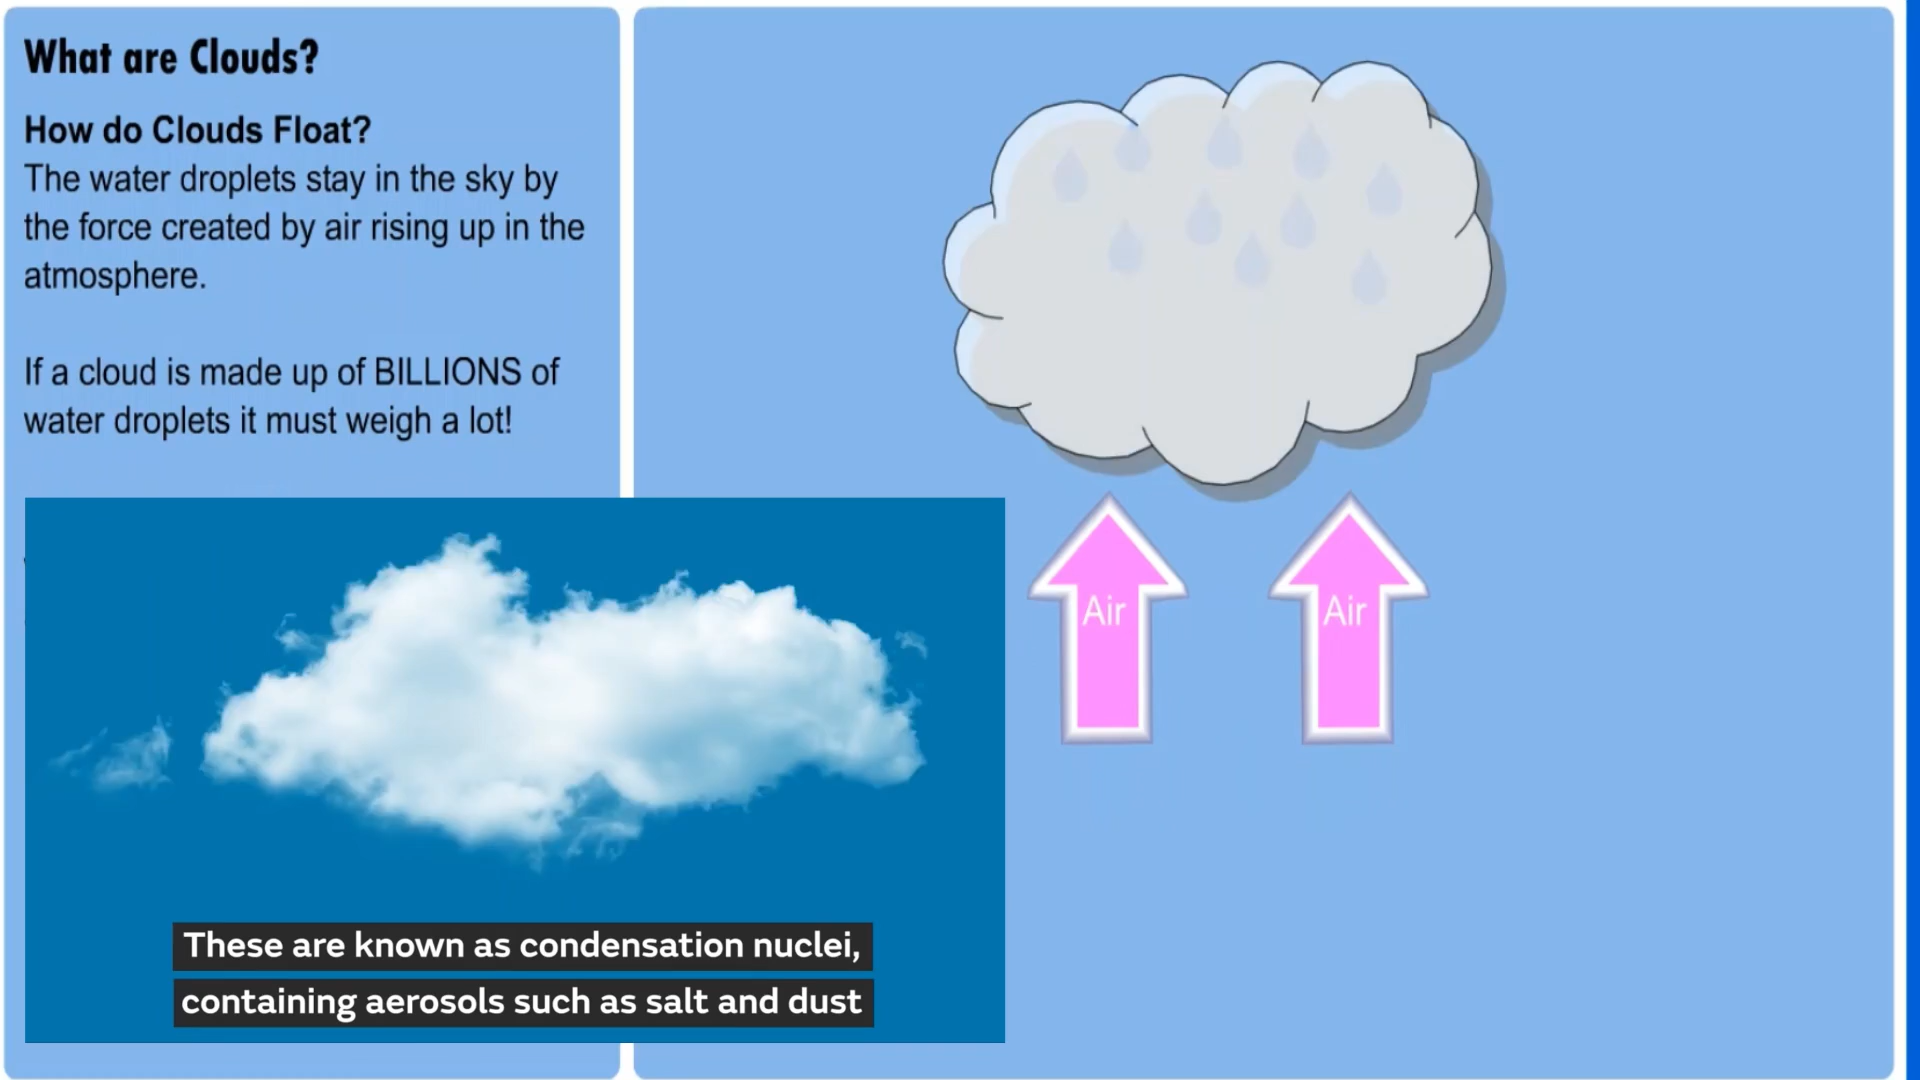 What are Clouds?
How do Clouds Float?
The water droplets stay in the sky by
the force created by air rising up in the
atmosphere.
If a cloud is made up of BILLIONS of
water droplets it must weigh a lot!
Air
Air
These are known as condensation nuclei,
containing aerosols such as salt and dust